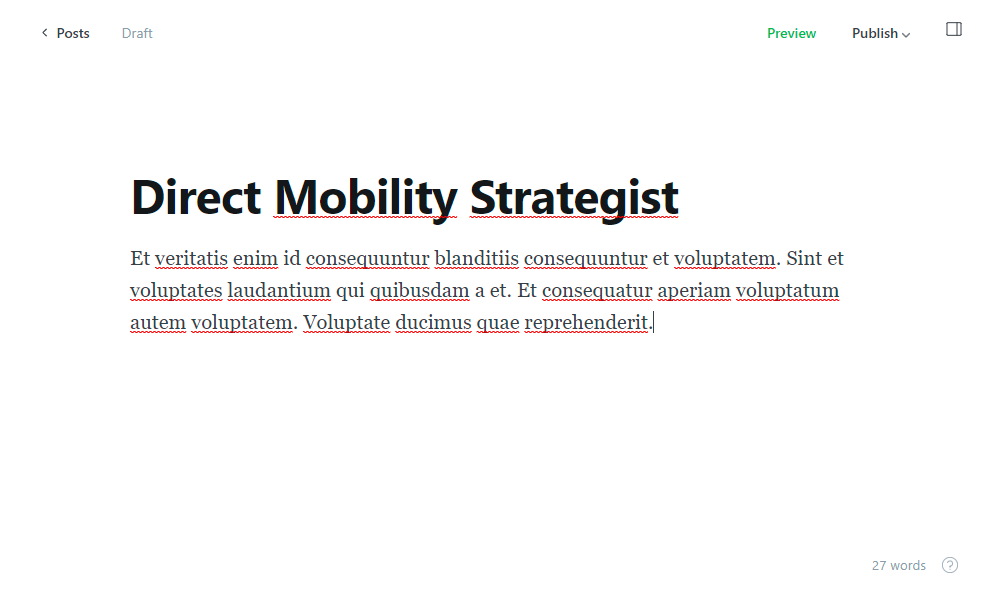 Posts
Draft
Preview
Publish
Direct Mobility Strategist
Et veritatis enim id consequuntur blanditiis consequuntur et voluptatem. Sint et
voluptates laudantium qui quibusdam a et. Et consequatur aperiam voluptatum
autem voluptatem. Voluptate ducimus quae reprehenderit.
27 words
?